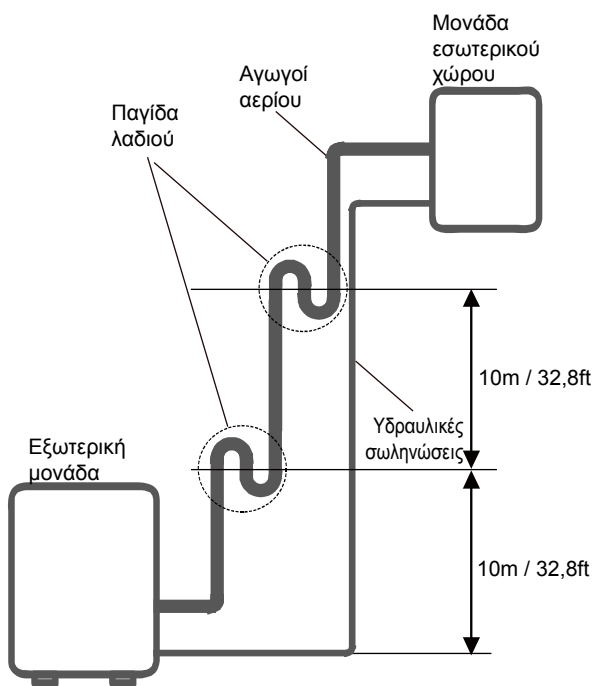 Μονάδα
εσωτερικού
χώρου
Αγωγοί
αερίου
Παγίδα
λαδιού
10m / 32,8ft
Υδραυλικές
σωληνώσεις
Εξωτερική
μονάδα
10m / 32,8ft